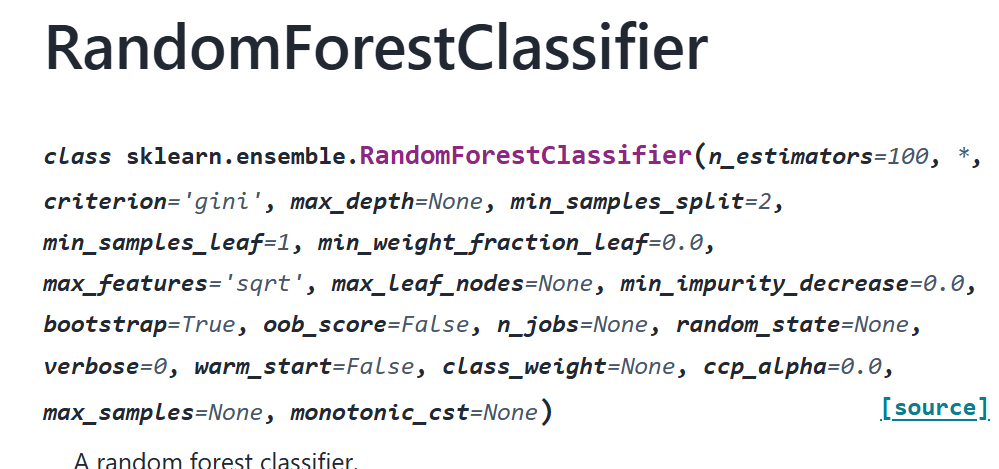 RandomForestClassifier
class sklearn.ensemble.RandomForestClassifier(n_estimators=100, *,
criterion='gini', max_depth=None, min_samples_split=2,
min_samples_leaf=1, min_weight_fraction_leaf=0.0,
max_features='sqrt', max_leaf_nodes=None, min_impurity_decrease=0.0,
bootstrap=True, oob_score=False, n_jobs=None, random_state=None,
verbose=0, warm_start=False, class_weight=None, ccp_alpha=0.0,
max_samples=None, monotonic_cst=None) [source]
A random forest classifier.